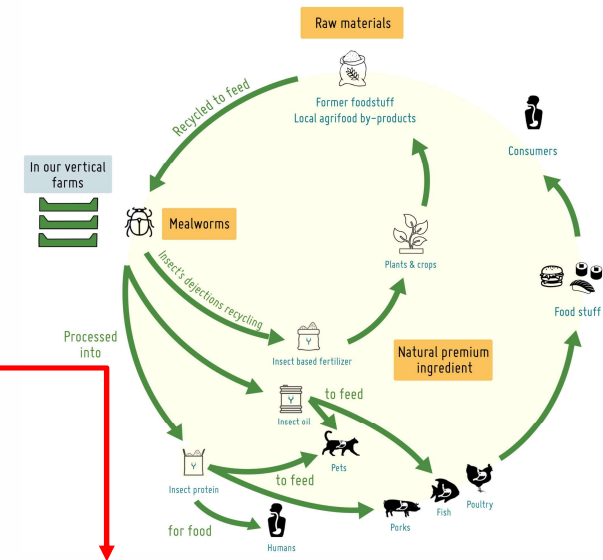 Raw materials
Recycled to feed
Former foodstuff
Local agrifood by-products
Consumers
In our vertical
farms
Mealworms
Insect's dejections recycling
Plants & crops
Food stuff
Processed
into
Y
Insect based fertilizer
Natural premium
ingredient
Y
Insect oil
to feed
Pets
Y
Insect protein
to feed
Porks
Fish
Poultry
for food
Humans